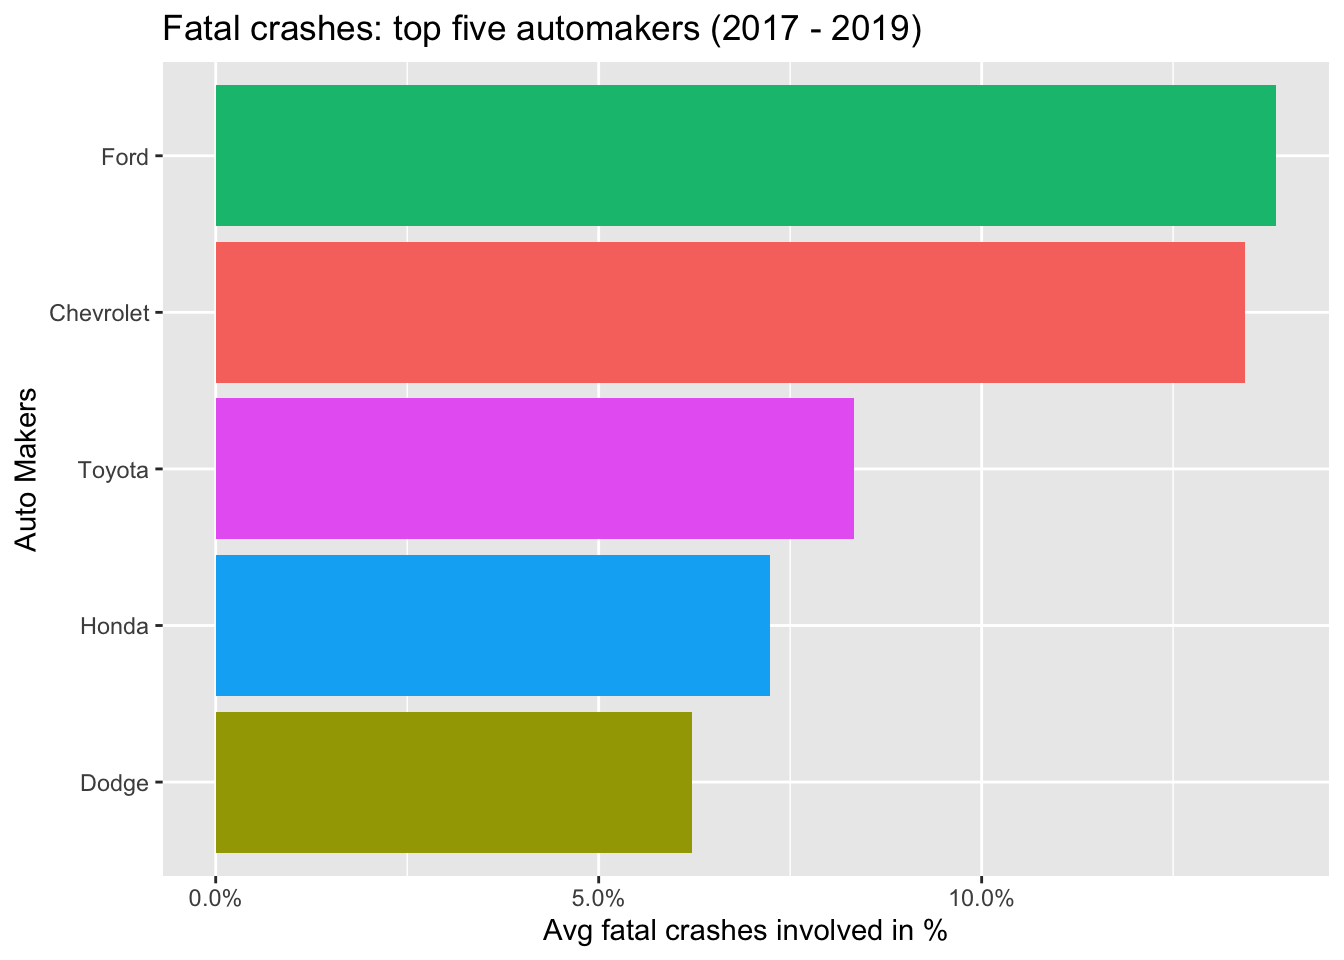 Fatal crashes: top five automakers (2017 - 2019)
Auto Makers
Ford
Chevrolet
Toyota
Honda
Dodge
0.0% 5.0% 10.0%
Avg fatal crashes involved in %